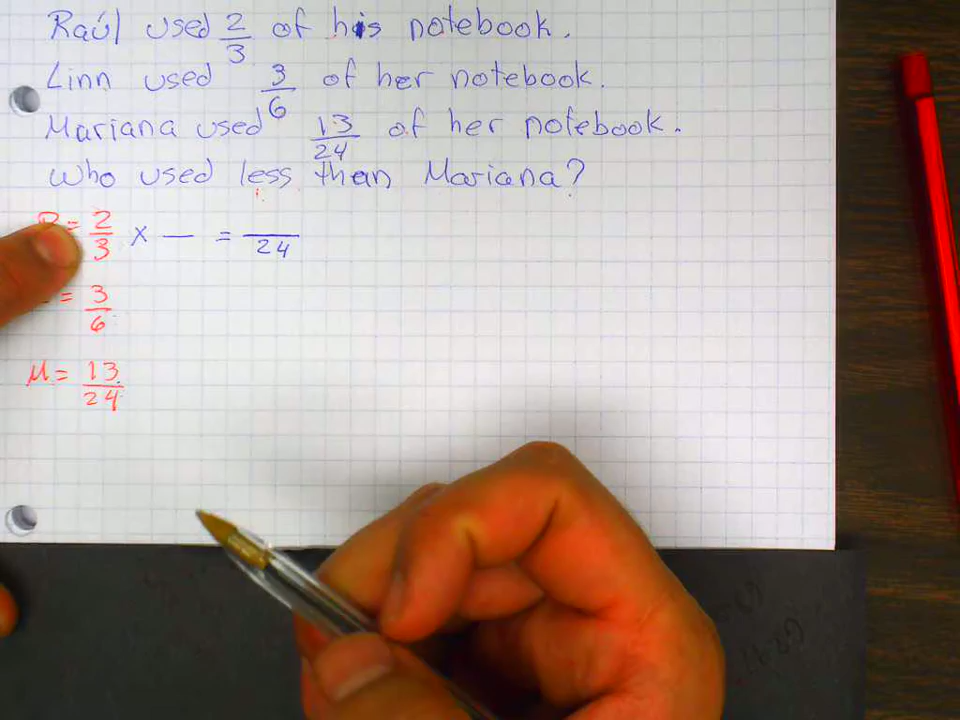 Raúl used 2/3 of his notebook.
Linn used 3/6 of her notebook.
Mariana used 13/24 of her notebook.
Who used less than Mariana?
R = 2/3 × — = /24
= 3/6
M = 13/24